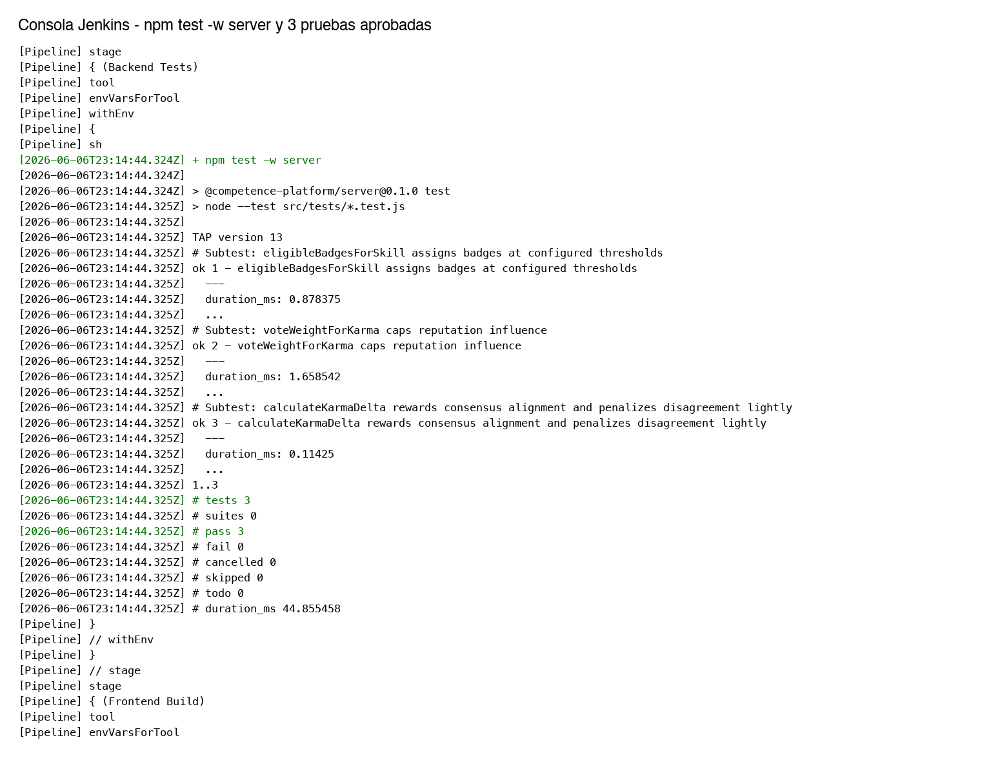 Consola Jenkins - npm test -w server y 3 pruebas aprobadas
[Pipeline] stage
[Pipeline] { (Backend Tests)
[Pipeline] tool
[Pipeline] envVarsForTool
[Pipeline] withEnv
[Pipeline] {
[Pipeline] sh
[2026-06-06T23:14:44.324Z] + npm test -w server
[2026-06-06T23:14:44.324Z]
[2026-06-06T23:14:44.324Z] > @competence-platform/server@0.1.0 test
[2026-06-06T23:14:44.325Z] > node --test src/tests/*.test.js
[2026-06-06T23:14:44.325Z]
[2026-06-06T23:14:44.325Z] TAP version 13
[2026-06-06T23:14:44.325Z] # Subtest: eligibleBadgesForSkill assigns badges at configured thresholds
[2026-06-06T23:14:44.325Z] ok 1 - eligibleBadgesForSkill assigns badges at configured thresholds
[2026-06-06T23:14:44.325Z]   ---
[2026-06-06T23:14:44.325Z]   duration_ms: 0.878375
[2026-06-06T23:14:44.325Z]   ...
[2026-06-06T23:14:44.325Z] # Subtest: voteWeightForKarma caps reputation influence
[2026-06-06T23:14:44.325Z] ok 2 - voteWeightForKarma caps reputation influence
[2026-06-06T23:14:44.325Z]   ---
[2026-06-06T23:14:44.325Z]   duration_ms: 1.658542
[2026-06-06T23:14:44.325Z]   ...
[2026-06-06T23:14:44.325Z] # Subtest: calculateKarmaDelta rewards consensus alignment and penalizes disagreement lightly
[2026-06-06T23:14:44.325Z] ok 3 - calculateKarmaDelta rewards consensus alignment and penalizes disagreement lightly
[2026-06-06T23:14:44.325Z]   ---
[2026-06-06T23:14:44.325Z]   duration_ms: 0.11425
[2026-06-06T23:14:44.325Z]   ...
[2026-06-06T23:14:44.325Z] 1..3
[2026-06-06T23:14:44.325Z] # tests 3
[2026-06-06T23:14:44.325Z] # suites 0
[2026-06-06T23:14:44.325Z] # pass 3
[2026-06-06T23:14:44.325Z] # fail 0
[2026-06-06T23:14:44.325Z] # cancelled 0
[2026-06-06T23:14:44.325Z] # skipped 0
[2026-06-06T23:14:44.325Z] # todo 0
[2026-06-06T23:14:44.325Z] # duration_ms 44.855458
[Pipeline] }
[Pipeline] // withEnv
[Pipeline] }
[Pipeline] // stage
[Pipeline] stage
[Pipeline] { (Frontend Build)
[Pipeline] tool
[Pipeline] envVarsForTool